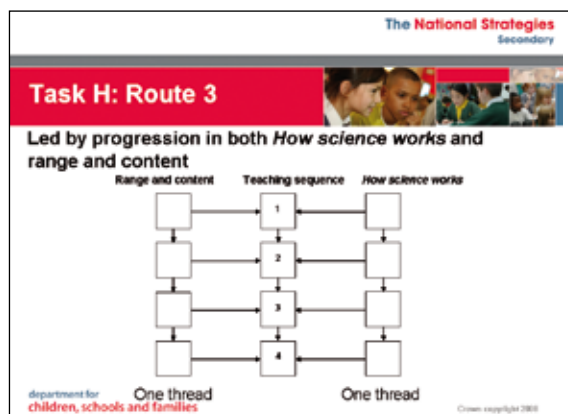 The National Strategies
Secondary
Task H: Route 3
Led by progression in both How science works and
range and content
Range and content Teaching sequence How science works
1
2
3
4
One thread One thread
department for
children, schools and families
Crown copyright 2008